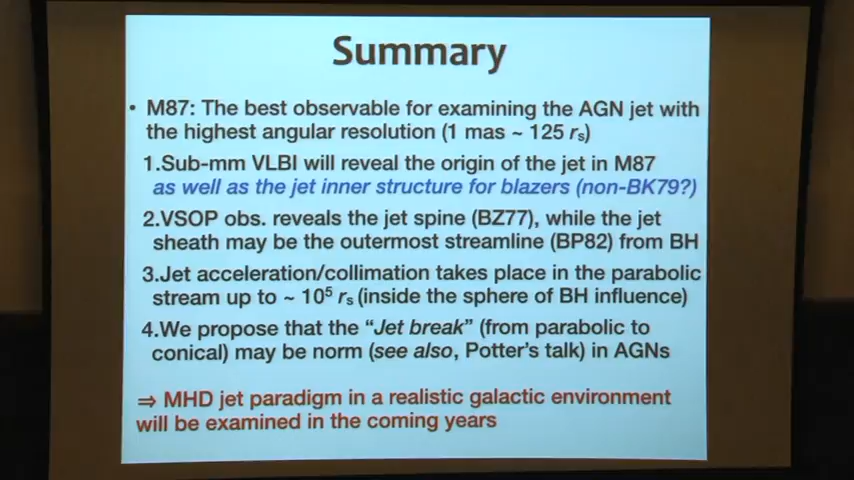 Summary
• M87: The best observable for examining the AGN jet with
the highest angular resolution (1 mas ~ 125 rs)
1.Sub-mm VLBI will reveal the origin of the jet in M87
as well as the jet inner structure for blazers (non-BK79?)
2.VSOP obs. reveals the jet spine (BZ77), while the jet
sheath may be the outermost streamline (BP82) from BH
3.Jet acceleration/collimation takes place in the parabolic
stream up to ~ 10⁵ rs (inside the sphere of BH influence)
4.We propose that the “Jet break” (from parabolic to
conical) may be norm (see also, Potter’s talk) in AGNs
⇒ MHD jet paradigm in a realistic galactic environment
will be examined in the coming years